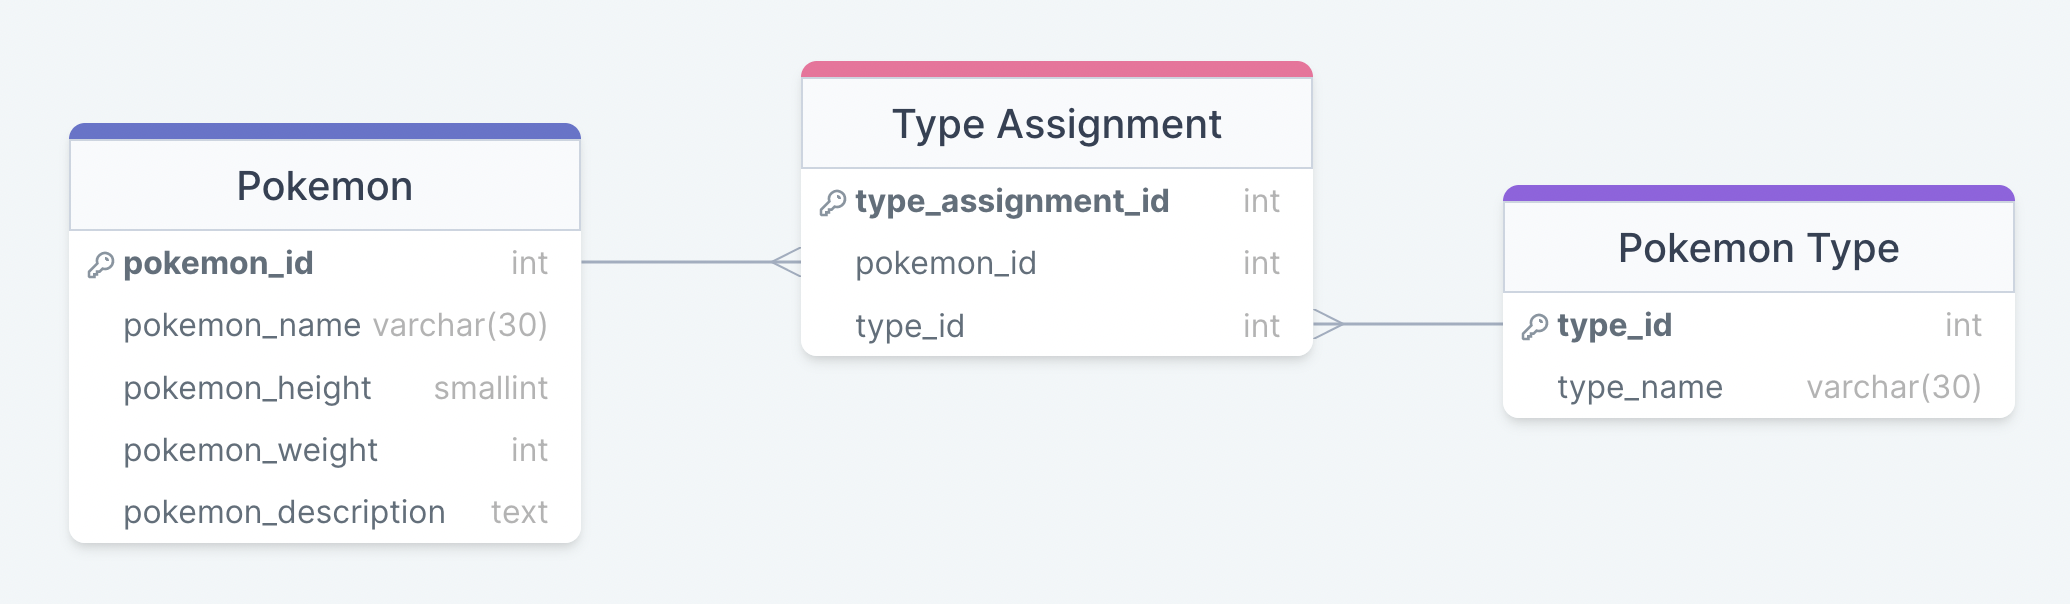 Pokemon
pokemon_id int
pokemon_name varchar(30)
pokemon_height smallint
pokemon_weight int
pokemon_description text
Type Assignment
type_assignment_id int
pokemon_id int
type_id int
Pokemon Type
type_id int
type_name varchar(30)